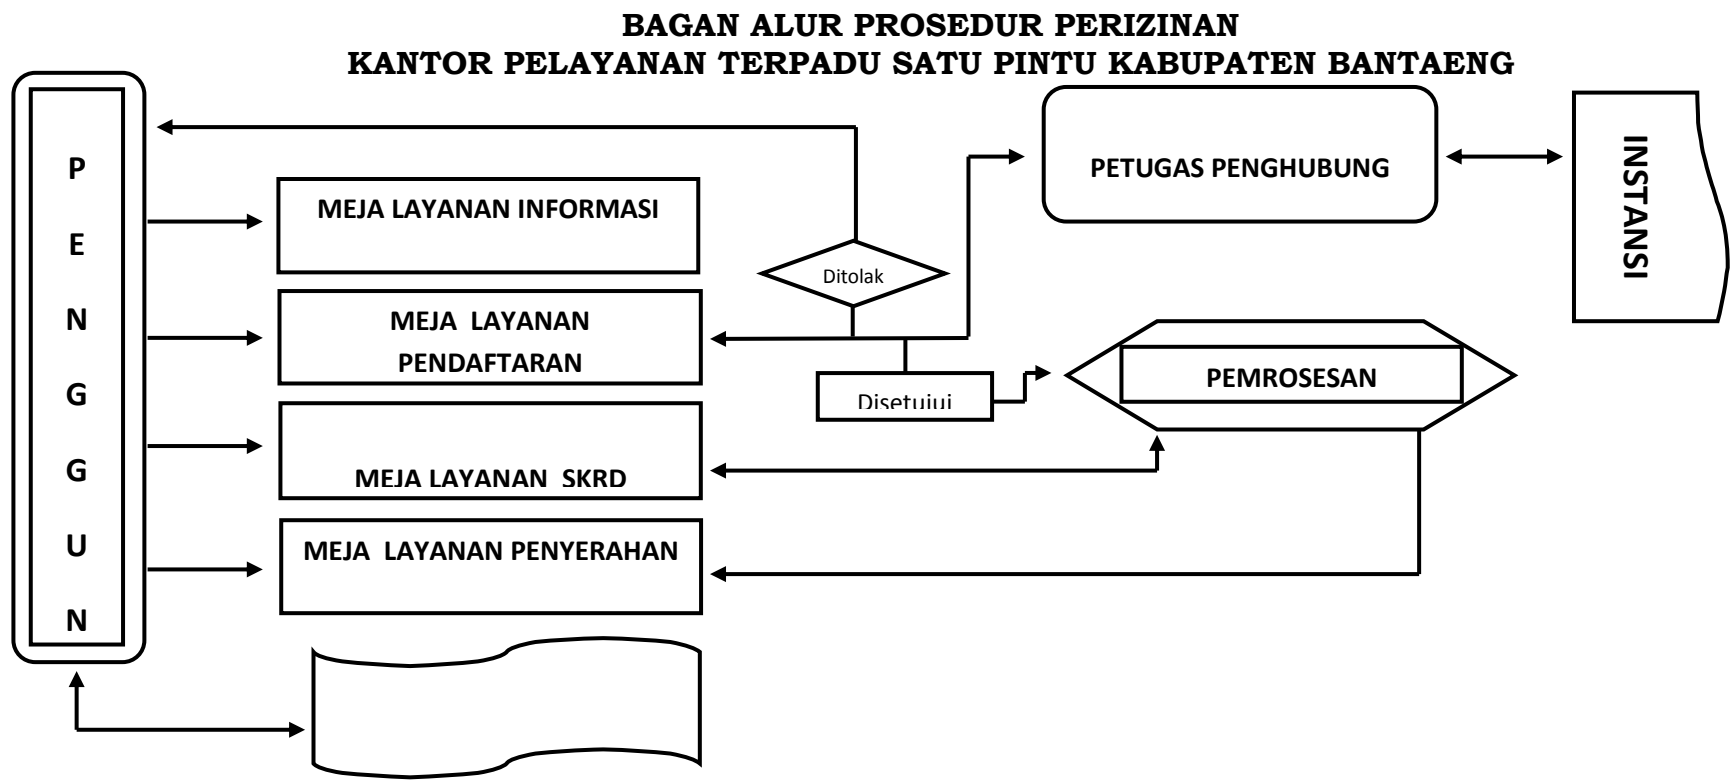 BAGAN ALUR PROSEDUR PERIZINAN
KANTOR PELAYANAN TERPADU SATU PINTU KABUPATEN BANTAENG
P
E
N
G
G
U
N
MEJA LAYANAN INFORMASI
MEJA LAYANAN
PENDAFTARAN
MEJA LAYANAN SKRD
MEJA LAYANAN PENYERAHAN
Ditolak
Disetujui
PETUGAS PENGHUBUNG
PEMROSESAN
INSTANSI